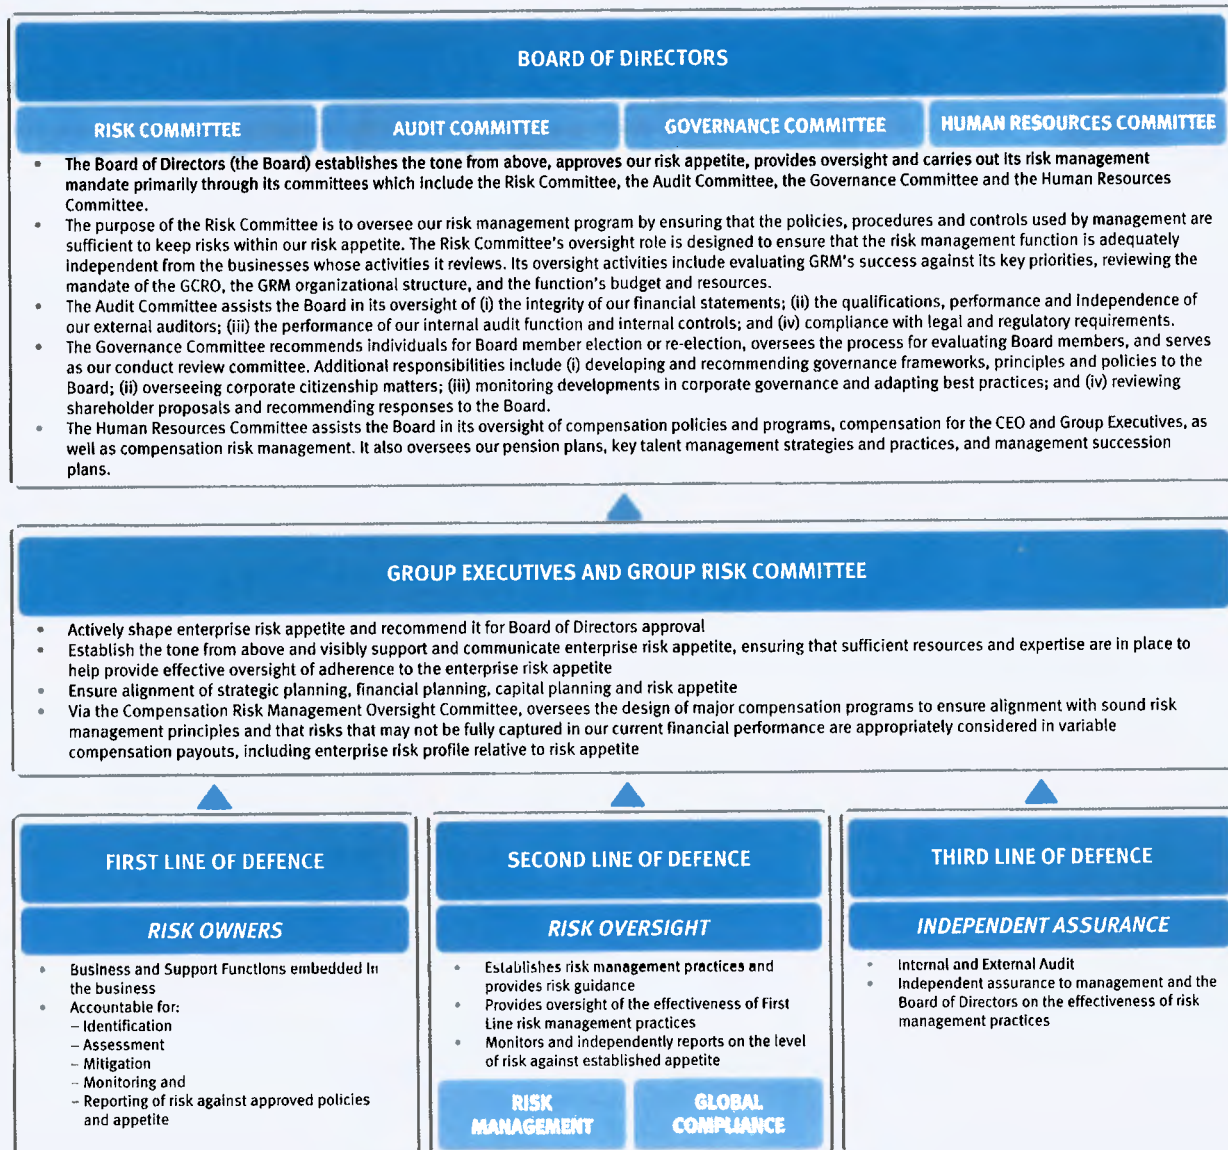 BOARD OF DIRECTORS
RISK COMMITTEE
AUDIT COMMITTEE
GOVERNANCE COMMITTEE
HUMAN RESOURCES COMMITTEE
• The Board of Directors (the Board) establishes the tone from above, approves our risk appetite, provides oversight and carries out its risk management
mandate primarily through its committees which include the Risk Committee, the Audit Committee, the Governance Committee and the Human Resources
Committee.
• The purpose of the Risk Committee is to oversee our risk management program by ensuring that the policies, procedures and controls used by management are
sufficient to keep risks within our risk appetite. The Risk Committee's oversight role is designed to ensure that the risk management function is adequately
independent from the businesses whose activities it reviews. Its oversight activities include evaluating GRM's success against its key priorities, reviewing the
mandate of the GCRO, the GRM organizational structure, and the function's budget and resources.
• The Audit Committee assists the Board in its oversight of (i) the integrity of our financial statements; (ii) the qualifications, performance and independence of
our external auditors; (iii) the performance of our internal audit function and internal controls; and (iv) compliance with legal and regulatory requirements.
• The Governance Committee recommends individuals for Board member election or re-election, oversees the process for evaluating Board members, and serves
as our conduct review committee. Additional responsibilities include (i) developing and recommending governance frameworks, principles and policies to the
Board; (ii) overseeing corporate citizenship matters; (iii) monitoring developments in corporate governance and adapting best practices; and (iv) reviewing
shareholder proposals and recommending responses to the Board.
• The Human Resources Committee assists the Board in its oversight of compensation policies and programs, compensation for the CEO and Group Executives, as
well as compensation risk management. It also oversees our pension plans, key talent management strategies and practices, and management succession
plans.
GROUP EXECUTIVES AND GROUP RISK COMMITTEE
• Actively shape enterprise risk appetite and recommend it for Board of Directors approval
• Establish the tone from above and visibly support and communicate enterprise risk appetite, ensuring that sufficient resources and expertise are in place to
help provide effective oversight of adherence to the enterprise risk appetite
• Ensure alignment of strategic planning, financial planning, capital planning and risk appetite
• Via the Compensation Risk Management Oversight Committee, oversees the design of major compensation programs to ensure alignment with sound risk
management principles and that risks that may not be fully captured in our current financial performance are appropriately considered in variable
compensation payouts, including enterprise risk profile relative to risk appetite
FIRST LINE OF DEFENCE
RISK OWNERS
• Business and Support Functions embedded in
the business
• Accountable for:
– Identification
– Assessment
– Mitigation
– Monitoring and
– Reporting of risk against approved policies
and appetite
SECOND LINE OF DEFENCE
RISK OVERSIGHT
• Establishes risk management practices and
provides risk guidance
• Provides oversight of the effectiveness of First
Line risk management practices
• Monitors and independently reports on the level
of risk against established appetite
RISK
MANAGEMENT
GLOBAL
COMPLIANCE
THIRD LINE OF DEFENCE
INDEPENDENT ASSURANCE
• Internal and External Audit
• Independent assurance to management and the
Board of Directors on the effectiveness of risk
management practices